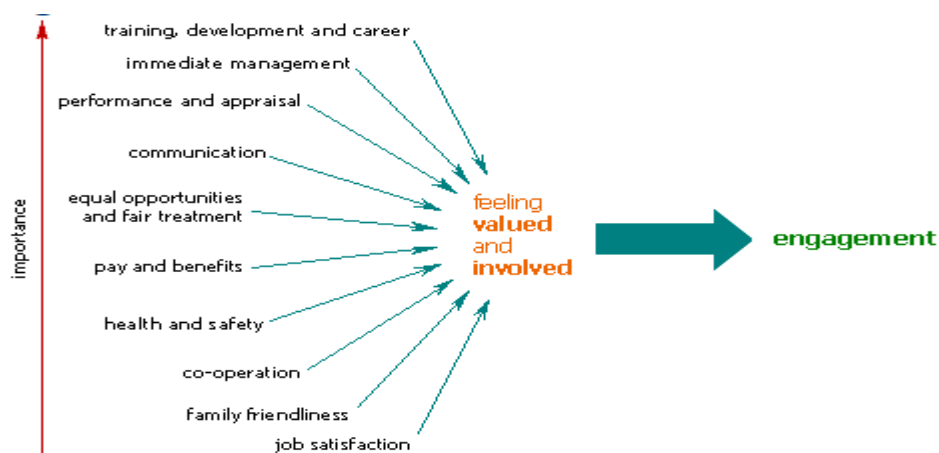 training, development and career
immediate management
performance and appraisal
communication
equal opportunities
and fair treatment
pay and benefits
health and safety
co-operation
family friendliness
job satisfaction
importance
feeling
valued
and
involved
engagement